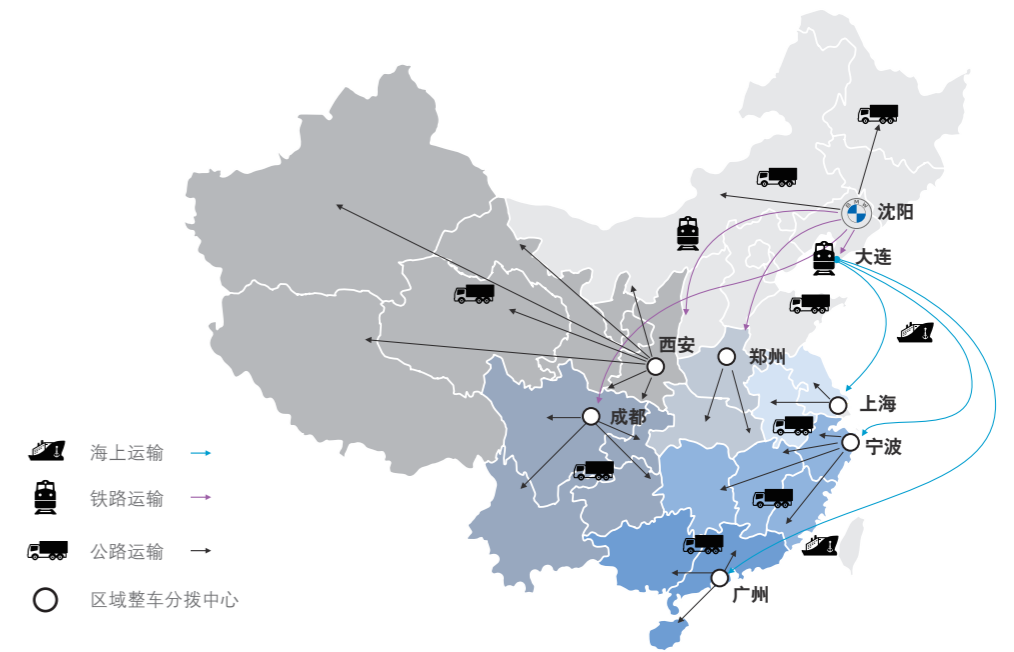 沈阳
大连
西安
郑州
上海
成都
宁波
海上运输
铁路运输
公路运输
广州
区域整车分拨中心